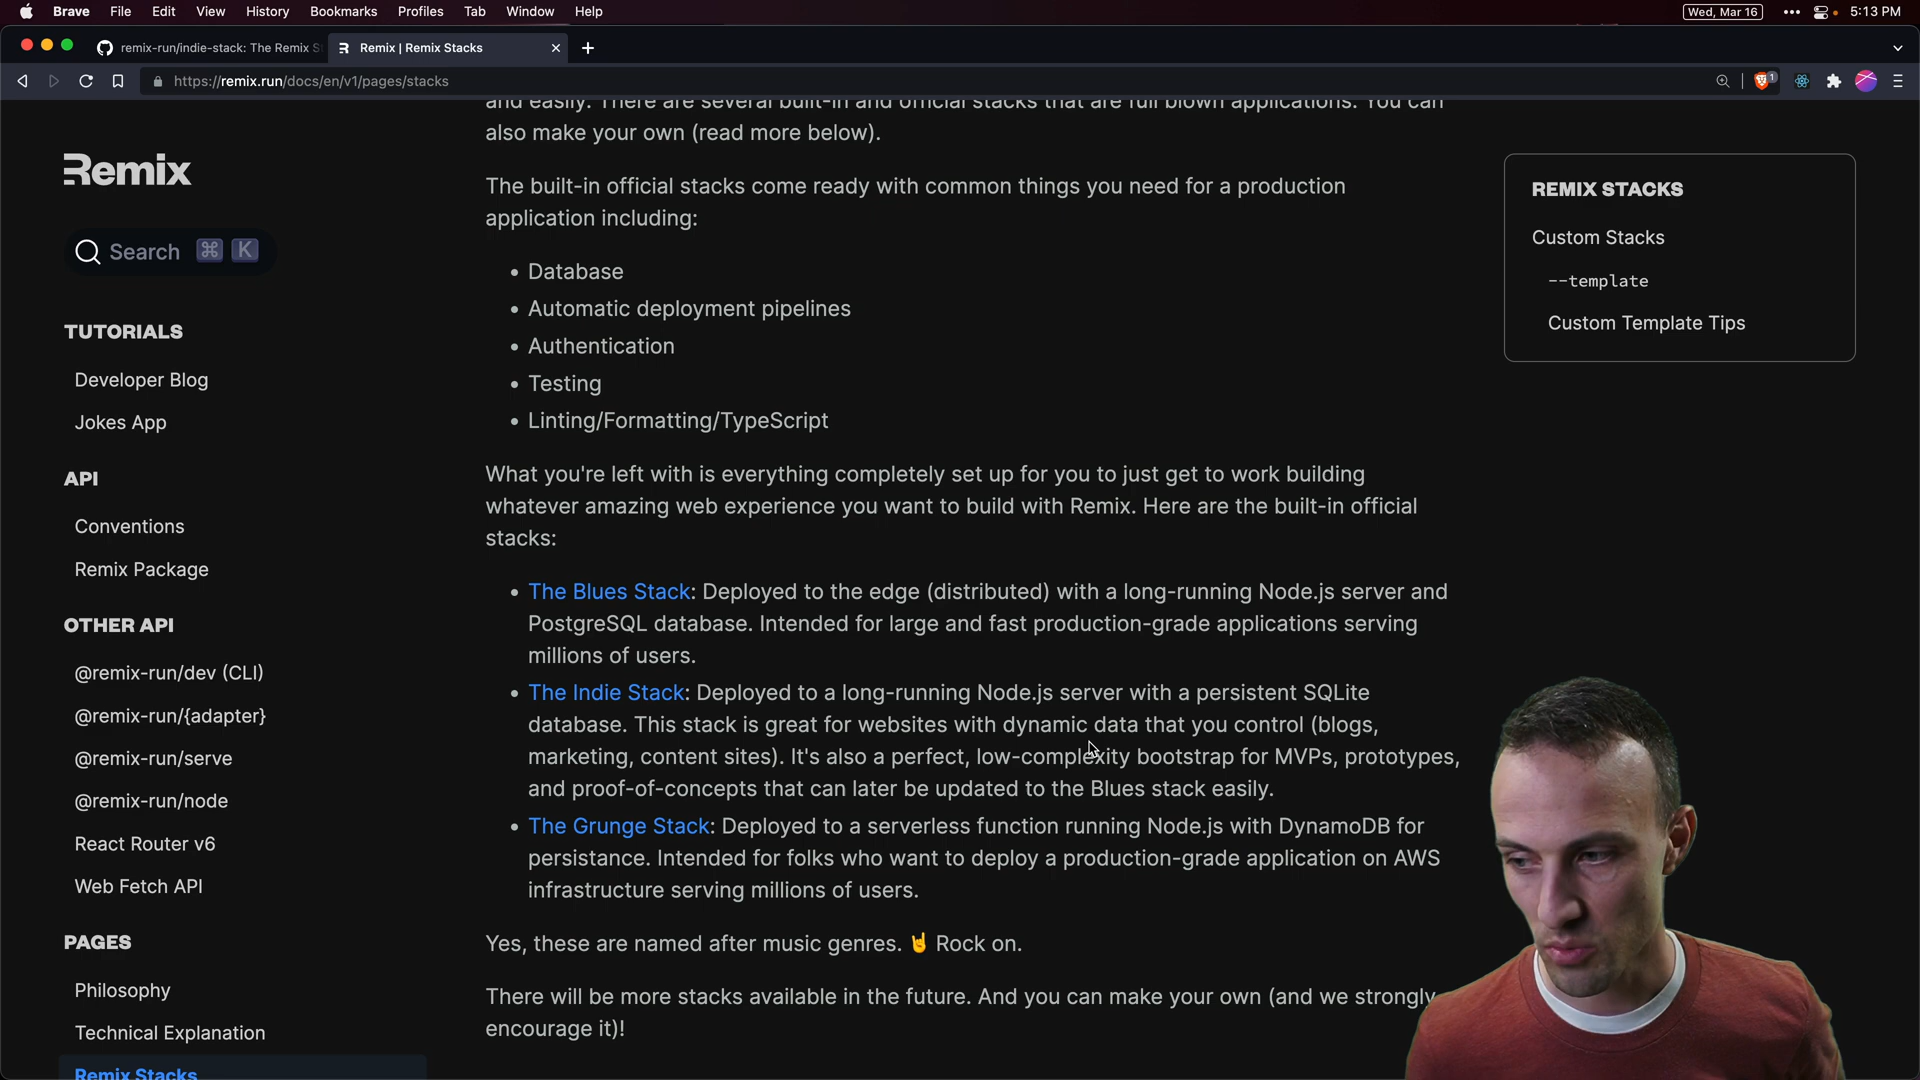 Brave File Edit View History Bookmarks Profiles Tab Window Help Wed, Mar 16 5:13 PM
remix-run/indie-stack: The Remix S
Remix | Remix Stacks
https://remix.run/docs/en/v1/pages/stacks
1
Remix
Search ⌘ K
TUTORIALS
Developer Blog
Jokes App
API
Conventions
Remix Package
OTHER API
@remix-run/dev (CLI)
@remix-run/{adapter}
@remix-run/serve
@remix-run/node
React Router v6
Web Fetch API
PAGES
Philosophy
Technical Explanation
Remix Stacks
and easily. There are several built-in and official stacks that are full blown applications. You can
also make your own (read more below).
The built-in official stacks come ready with common things you need for a production
application including:
• Database
• Automatic deployment pipelines
• Authentication
• Testing
• Linting/Formatting/TypeScript
What you're left with is everything completely set up for you to just get to work building
whatever amazing web experience you want to build with Remix. Here are the built-in official
stacks:
• The Blues Stack: Deployed to the edge (distributed) with a long-running Node.js server and
PostgreSQL database. Intended for large and fast production-grade applications serving
millions of users.
• The Indie Stack: Deployed to a long-running Node.js server with a persistent SQLite
database. This stack is great for websites with dynamic data that you control (blogs,
marketing, content sites). It's also a perfect, low-complexity bootstrap for MVPs, prototypes,
and proof-of-concepts that can later be updated to the Blues stack easily.
• The Grunge Stack: Deployed to a serverless function running Node.js with DynamoDB for
persistance. Intended for folks who want to deploy a production-grade application on AWS
infrastructure serving millions of users.
Yes, these are named after music genres. 🤘 Rock on.
There will be more stacks available in the future. And you can make your own (and we strongly
encourage it)!
REMIX STACKS
Custom Stacks
--template
Custom Template Tips